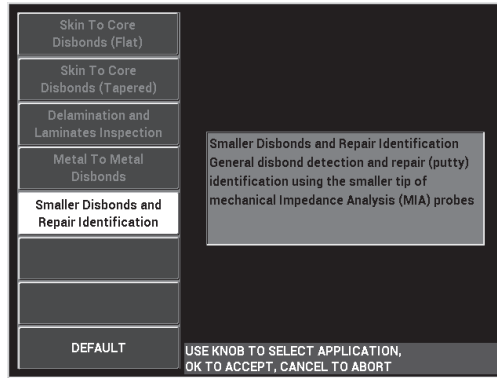 Skin To Core
Disbonds (Flat)
Skin To Core
Disbonds (Tapered)
Delamination and
Laminates Inspection
Metal To Metal
Disbonds
Smaller Disbonds and
Repair Identification
DEFAULT
Smaller Disbonds and Repair Identification
General disbond detection and repair (putty)
identification using the smaller tip of
mechanical Impedance Analysis (MIA) probes
USE KNOB TO SELECT APPLICATION,
OK TO ACCEPT, CANCEL TO ABORT